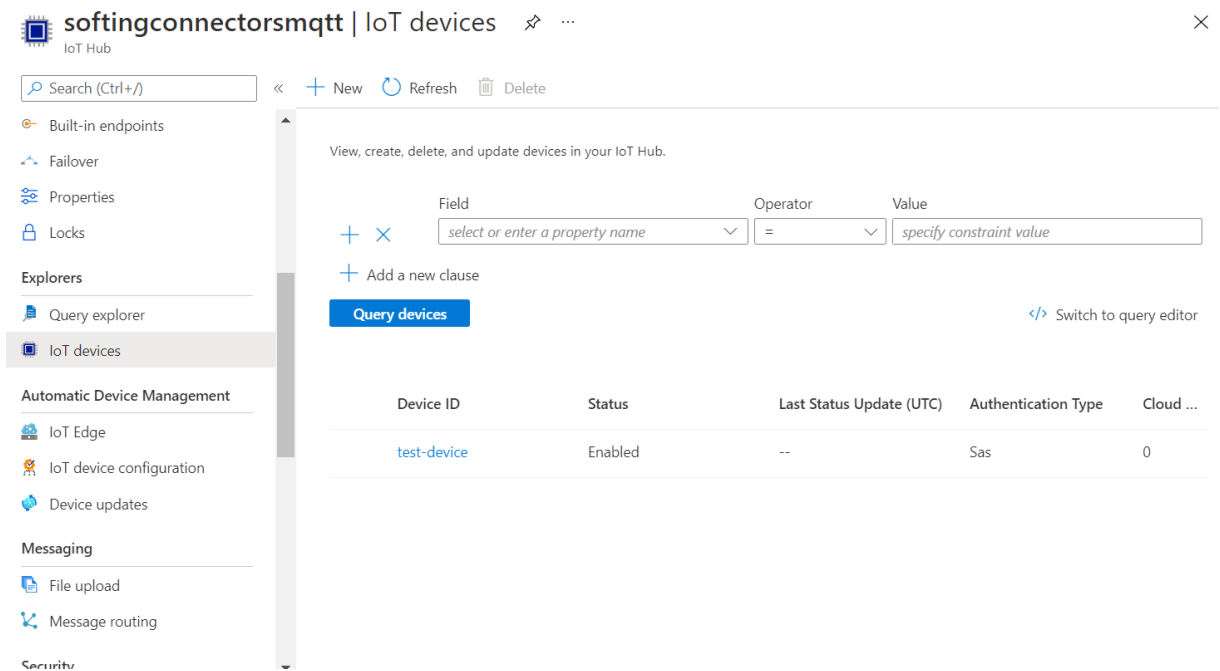 softingconnectorsmqtt | IoT devices ...
IoT Hub
Search (Ctrl+/)
Built-in endpoints
Failover
Properties
Locks
Explorers
Query explorer
IoT devices
Automatic Device Management
IoT Edge
IoT device configuration
Device updates
Messaging
File upload
Message routing
Security
« + New Refresh Delete
View, create, delete, and update devices in your IoT Hub.
Field Operator Value
select or enter a property name = specify constraint value
+ Add a new clause
Query devices </> Switch to query editor
Device ID Status Last Status Update (UTC) Authentication Type Cloud ...
test-device Enabled -- Sas 0